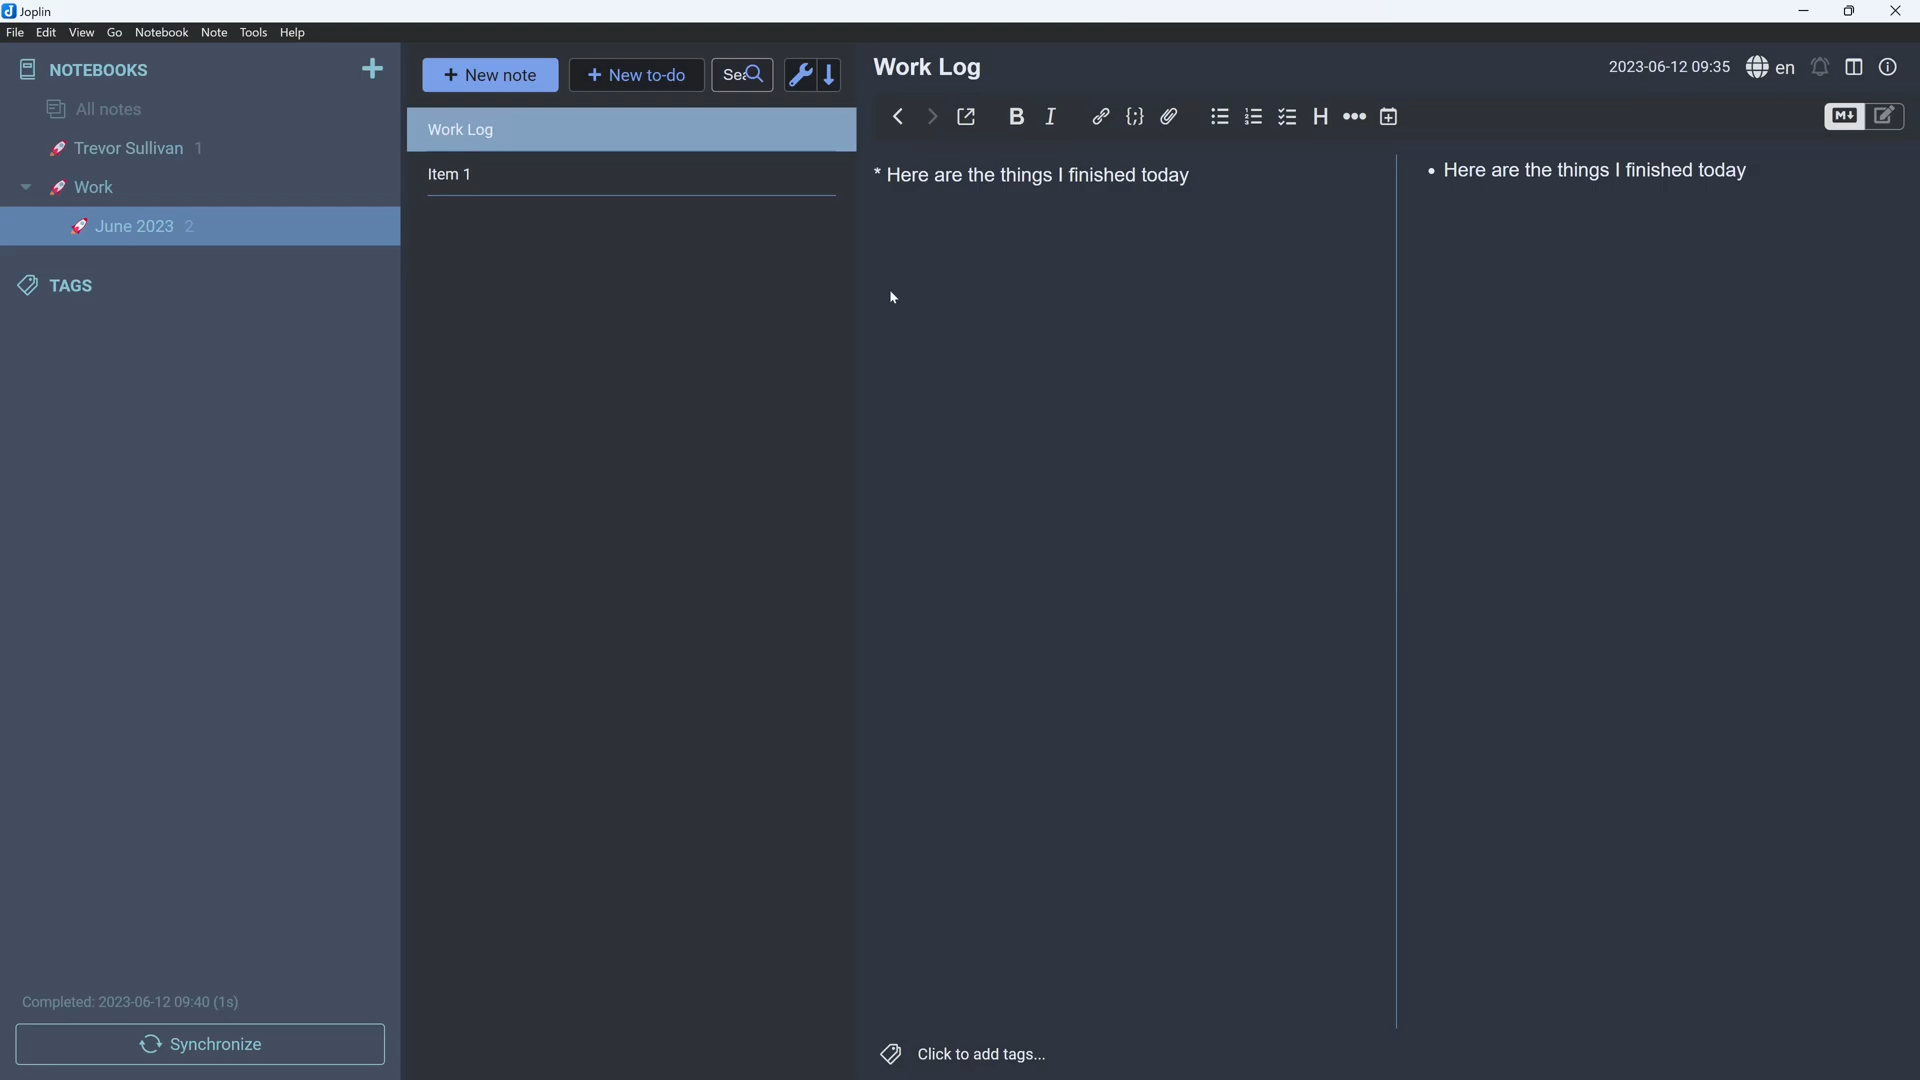 Joplin
File Edit View Go Notebook Note Tools Help
NOTEBOOKS
All notes
Trevor Sullivan 1
Work
June 2023 2
TAGS
Completed: 2023-06-12 09:40 (1s)
Synchronize
+ New note
+ New to-do
Sea
Work Log
Item 1
Work Log
2023-06-12 09:35
en
B I {;} H
M↓
* Here are the things I finished today
• Here are the things I finished today
Click to add tags...